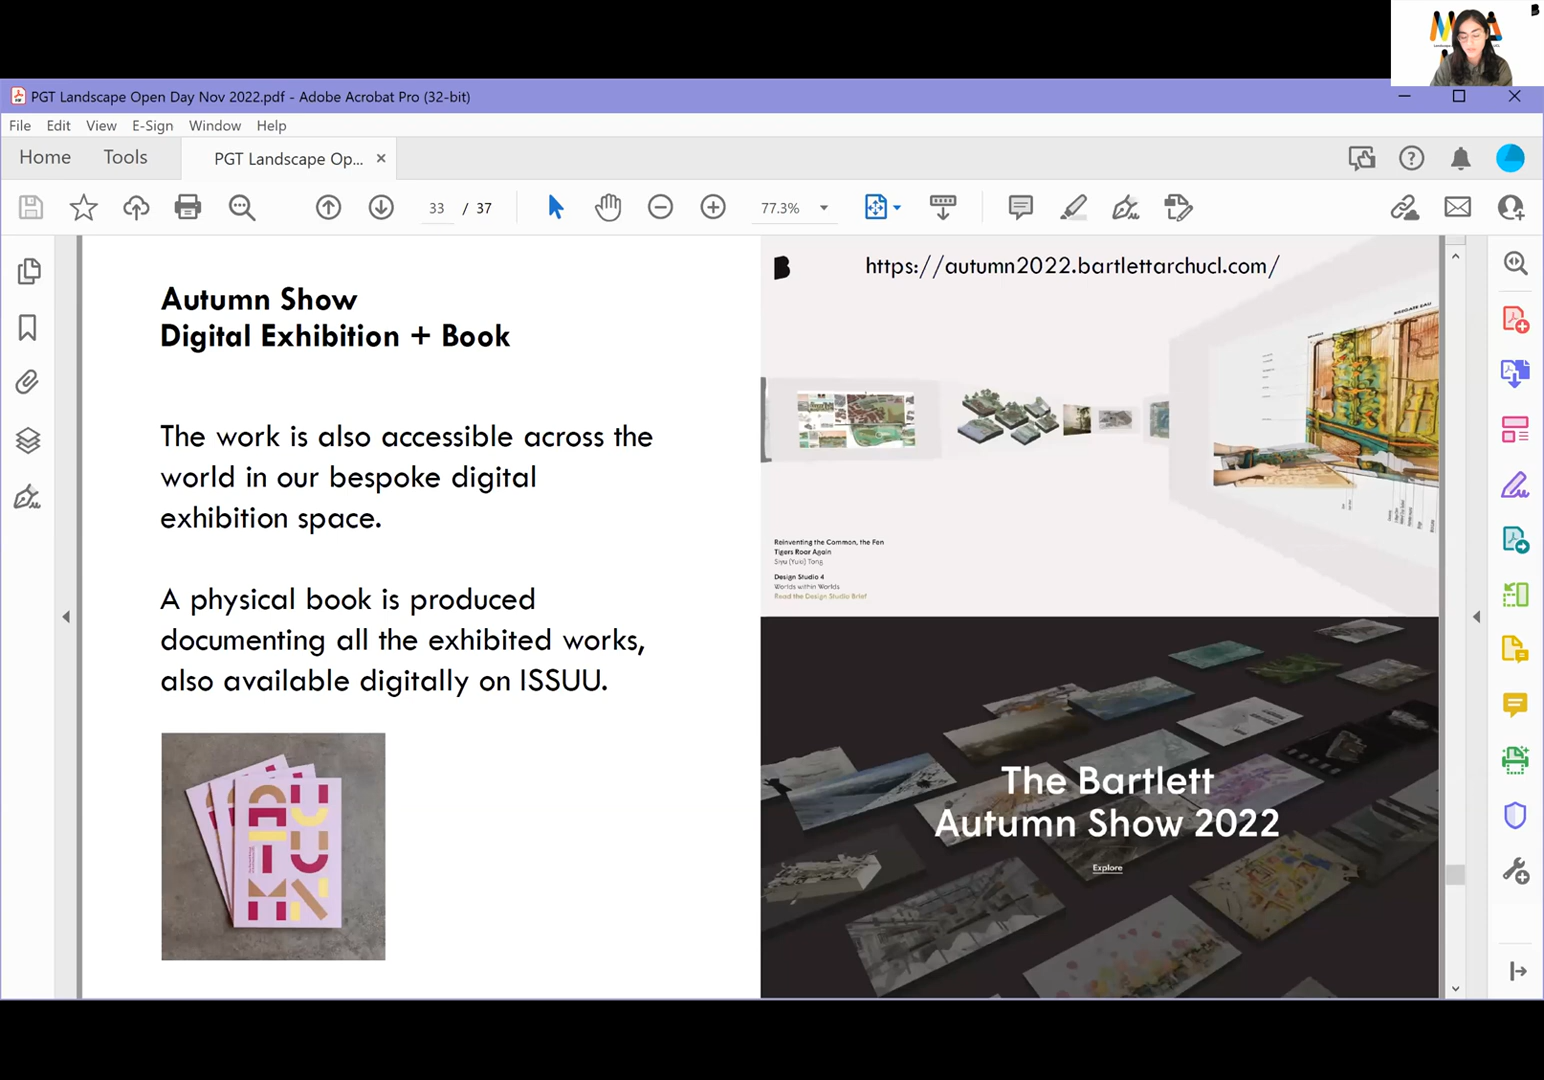 PGT Landscape Open Day Nov 2022.pdf - Adobe Acrobat Pro (32-bit)
File Edit View E-Sign Window Help
Home Tools PGT Landscape Op... ×
33 / 37 77.3%
Autumn Show
Digital Exhibition + Book
The work is also accessible across the
world in our bespoke digital
exhibition space.
A physical book is produced
documenting all the exhibited works,
also available digitally on ISSUU.
AUTUMN
https://autumn2022.bartlettarchucl.com/
Reinventing the Common, the Fen
Tigers Roar Again
Siyu (Yuio) Tong
Design Studio 4
Worlds within Worlds
Read the Design Studio Brief
The Bartlett
Autumn Show 2022
Explore